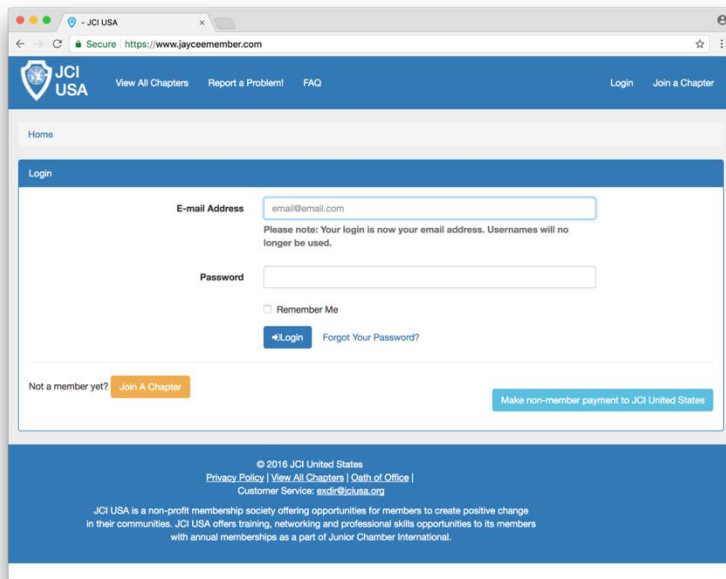 - JCI USA
Secure https://www.jayceemember.com
JCI
USA
View All Chapters Report a Problem! FAQ Login Join a Chapter
Home
Login
E-mail Address email@email.com
Please note: Your login is now your email address. Usernames will no
longer be used.
Password
Remember Me
Login Forgot Your Password?
Not a member yet? Join A Chapter
Make non-member payment to JCI United States
© 2016 JCI United States
Privacy Policy | View All Chapters | Oath of Office |
Customer Service: exdir@jciusa.org
JCI USA is a non-profit membership society offering opportunities for members to create positive change
in their communities. JCI USA offers training, networking and professional skills opportunities to its members
with annual memberships as a part of Junior Chamber International.